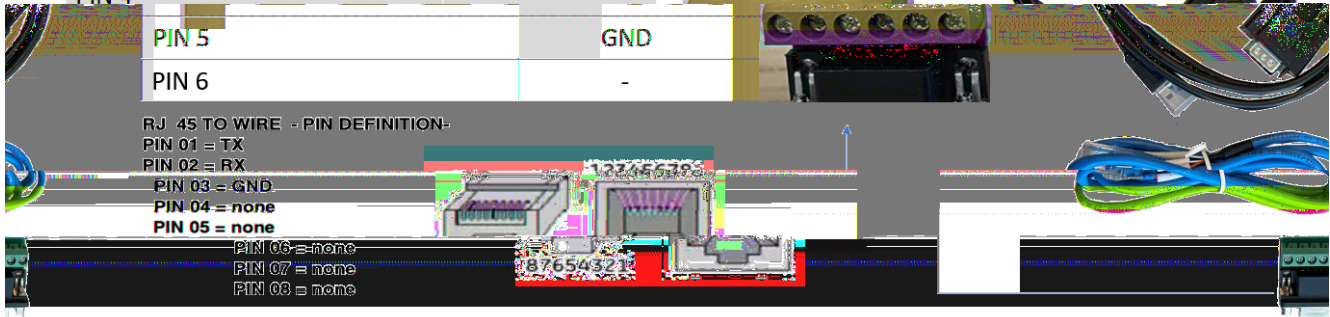 PIN 5 GND
PIN 6 -
RJ 45 TO WIRE - PIN DEFINITION-
PIN 01 = TX
PIN 02 = RX
PIN 03 = GND
PIN 04 = none
PIN 05 = none
PIN 06 = none
PIN 07 = none
PIN 08 = none
12345678
87654321